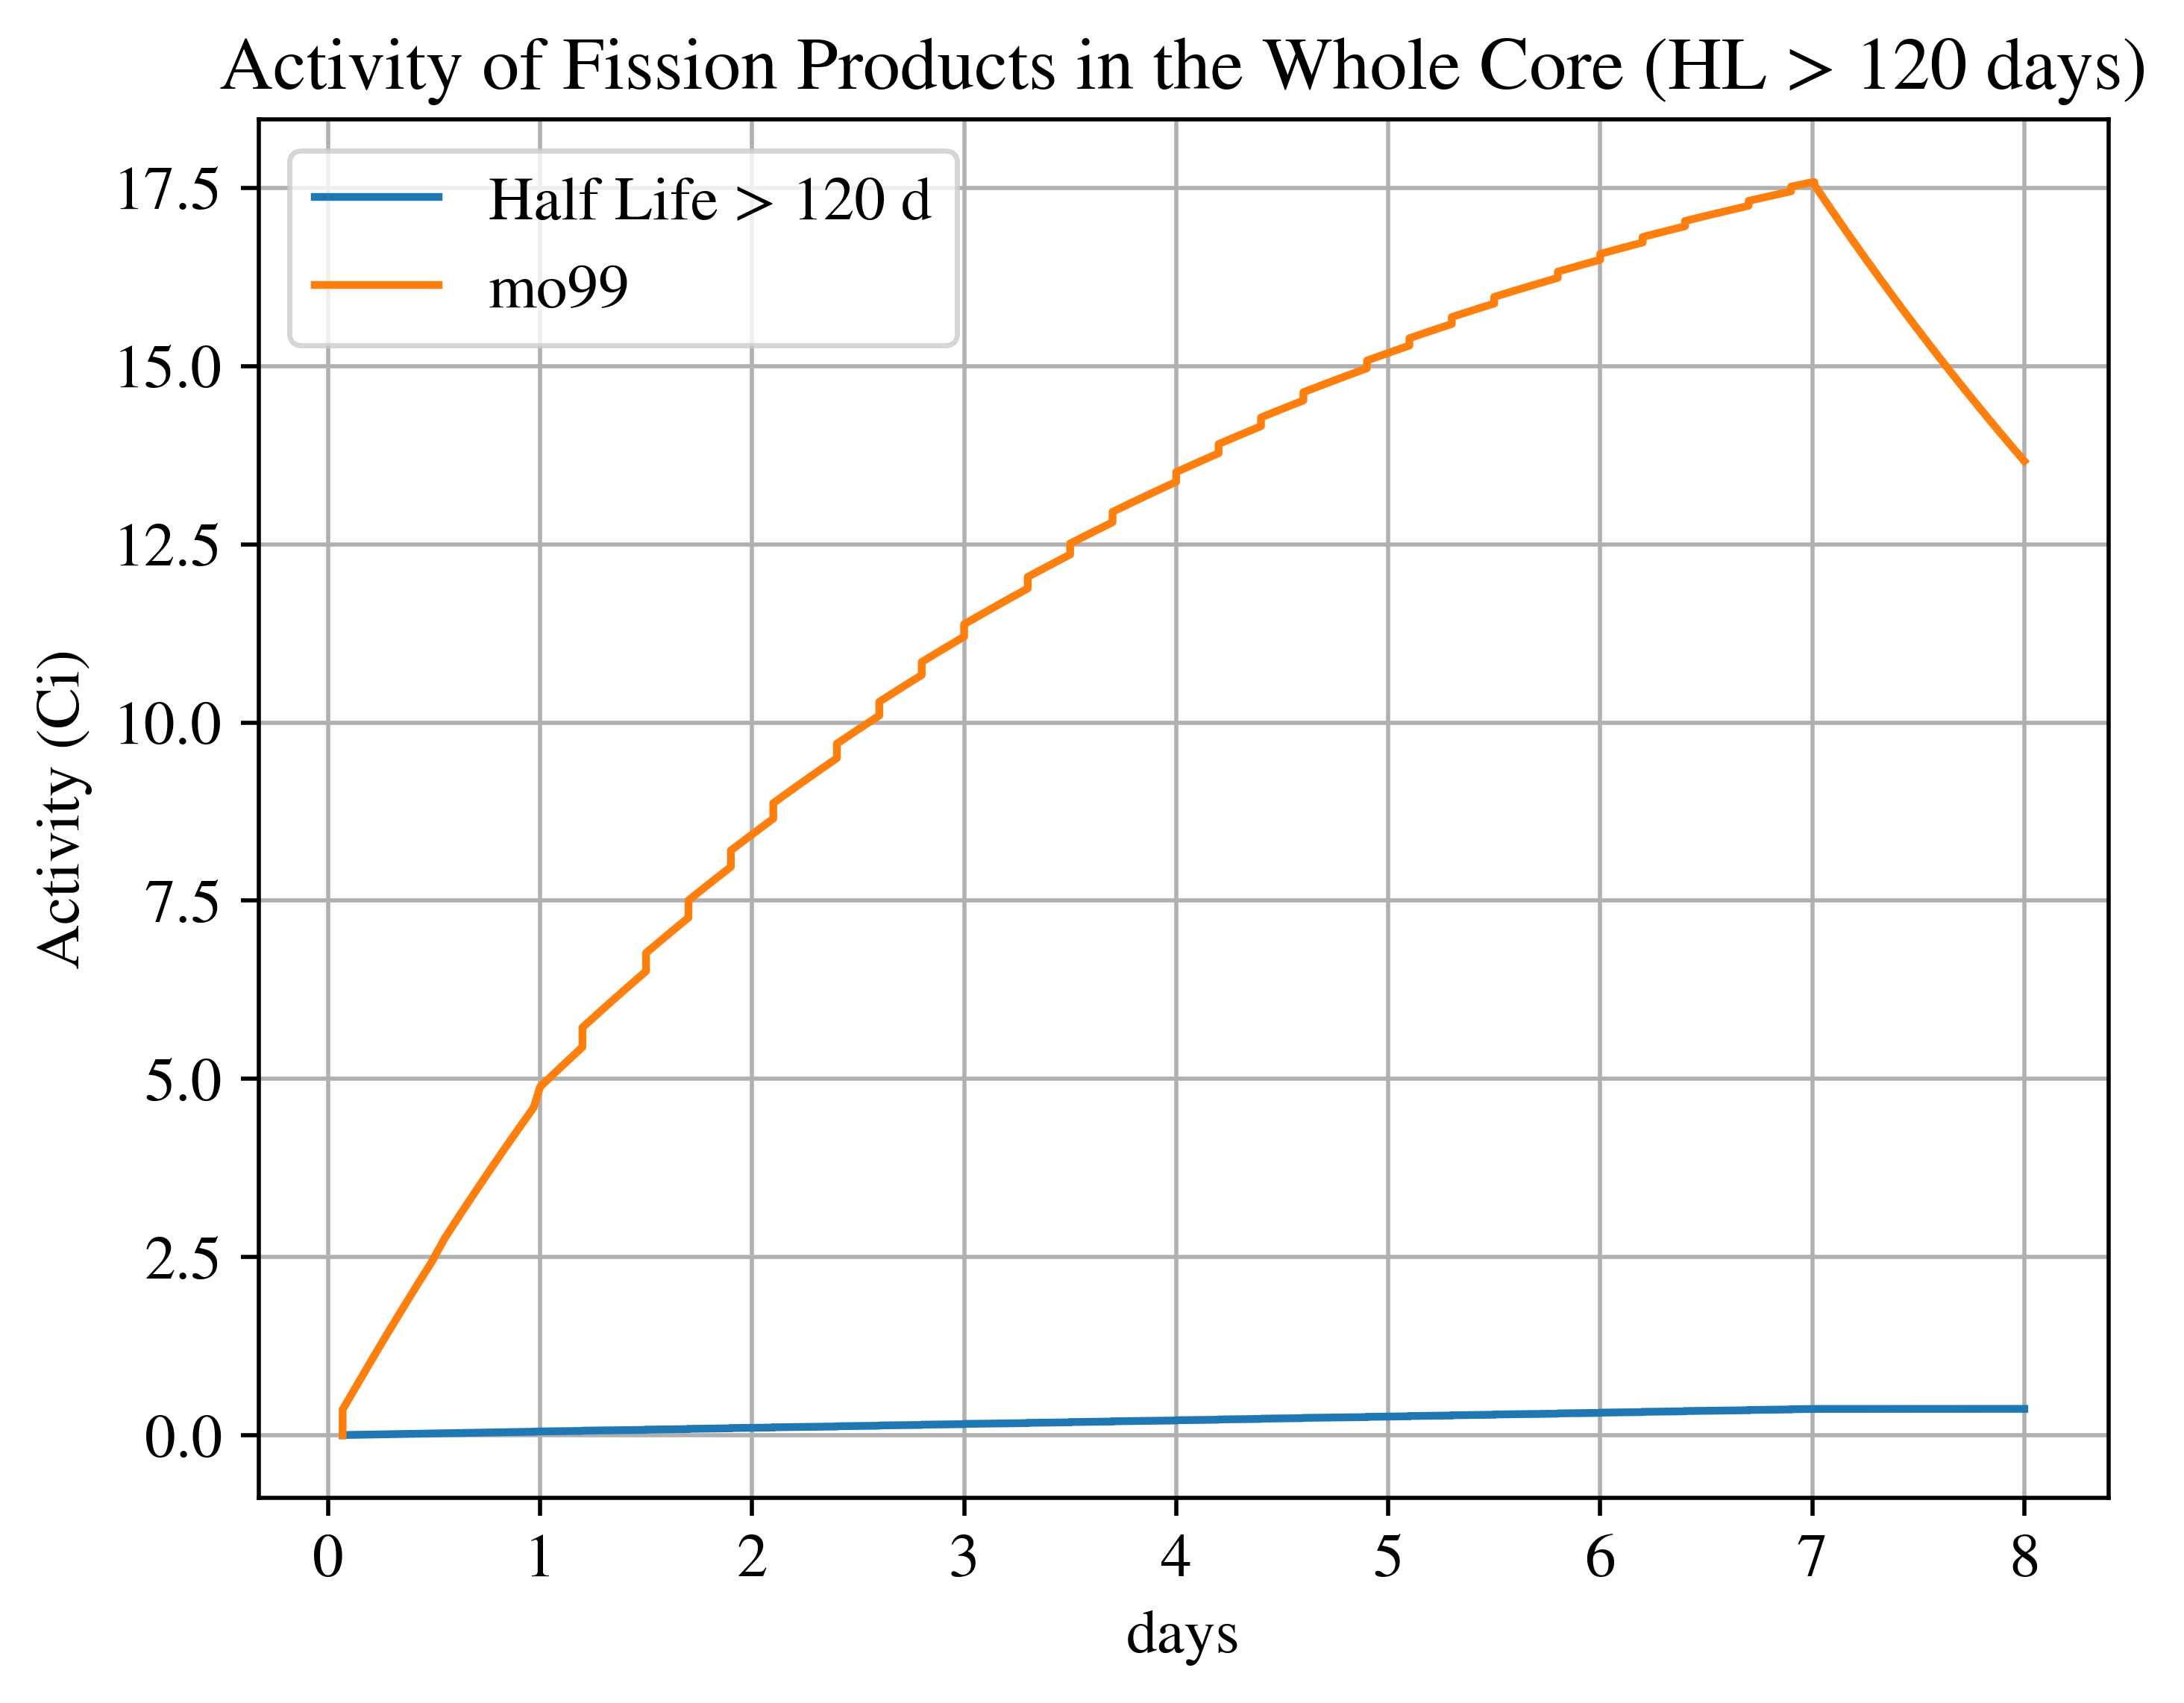 Activity of Fission Products in the Whole Core (HL > 120 days)
Half Life > 120 d
mo99
17.5
15.0
12.5
10.0
7.5
5.0
2.5
0.0
Activity (Ci)
0 1 2 3 4 5 6 7 8
days